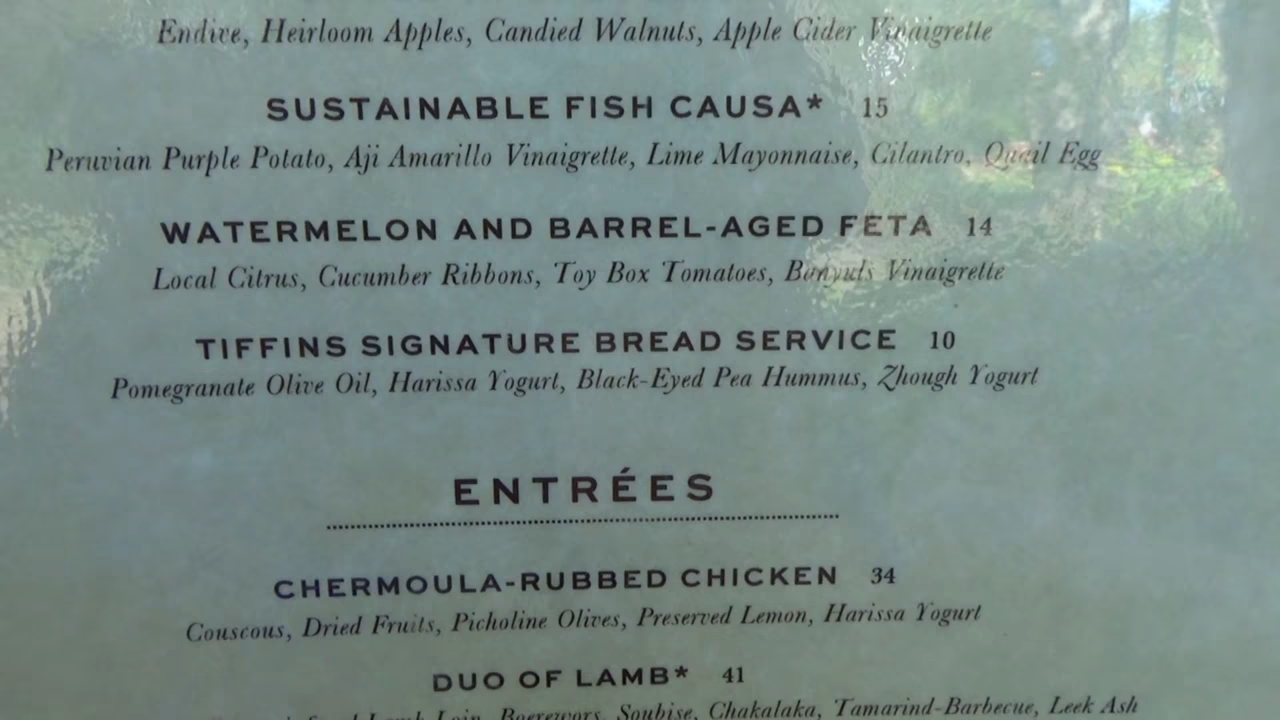 Endive, Heirloom Apples, Candied Walnuts, Apple Cider Vinaigrette
SUSTAINABLE FISH CAUSA* 15
Peruvian Purple Potato, Aji Amarillo Vinaigrette, Lime Mayonnaise, Cilantro, Quail Egg
WATERMELON AND BARREL-AGED FETA 14
Local Citrus, Cucumber Ribbons, Toy Box Tomatoes, Banyuls Vinaigrette
TIFFINS SIGNATURE BREAD SERVICE 10
Pomegranate Olive Oil, Harissa Yogurt, Black-Eyed Pea Hummus, Zhough Yogurt
ENTRÉES
CHERMOULA-RUBBED CHICKEN 34
Couscous, Dried Fruits, Picholine Olives, Preserved Lemon, Harissa Yogurt
DUO OF LAMB* 41
Lamb Loin, Boerewors, Soubise, Chakalaka, Tamarind-Barbecue, Leek Ash